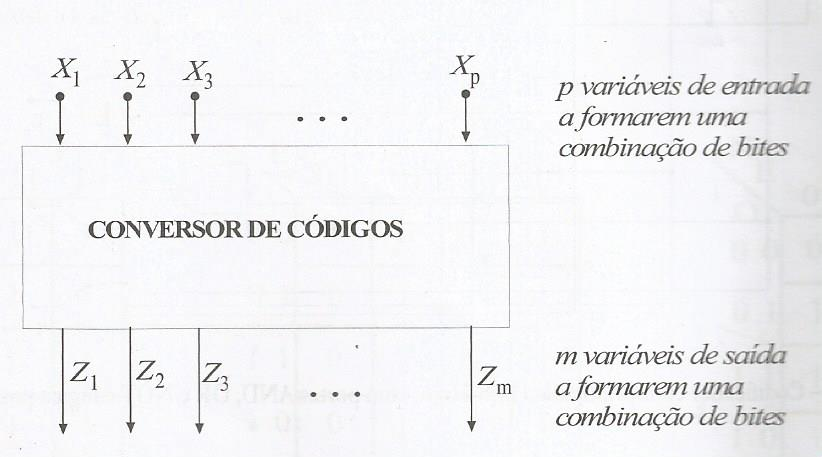 X1 X2 X3 . . . Xp
p variáveis de entrada
a formarem uma
combinação de bites
CONVERSOR DE CÓDIGOS
Z1 Z2 Z3 . . . Zm
m variáveis de saída
a formarem uma
combinação de bites